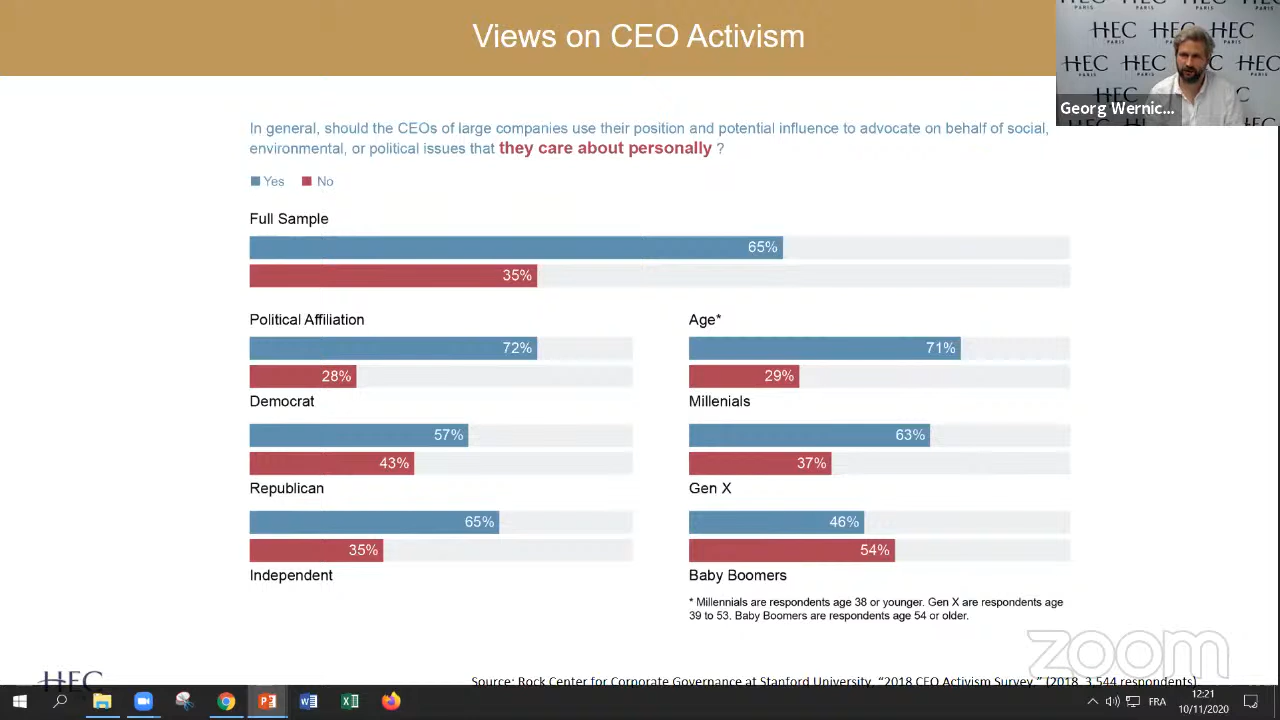 Views on CEO Activism
HEC
PARIS
Georg Wernic...
In general, should the CEOs of large companies use their position and potential influence to advocate on behalf of social,
environmental, or political issues that they care about personally ?
Yes No
Full Sample
65%
35%
Political Affiliation
72%
28%
Democrat
57%
43%
Republican
65%
35%
Independent
Age*
71%
29%
Millenials
63%
37%
Gen X
46%
54%
Baby Boomers
* Millennials are respondents age 38 or younger. Gen X are respondents age
39 to 53. Baby Boomers are respondents age 54 or older.
zoom
HEC
Source: Rock Center for Corporate Governance at Stanford University, “2018 CEO Activism Survey,” (2018, 3,544 respondents)
FRA
12:21
10/11/2020